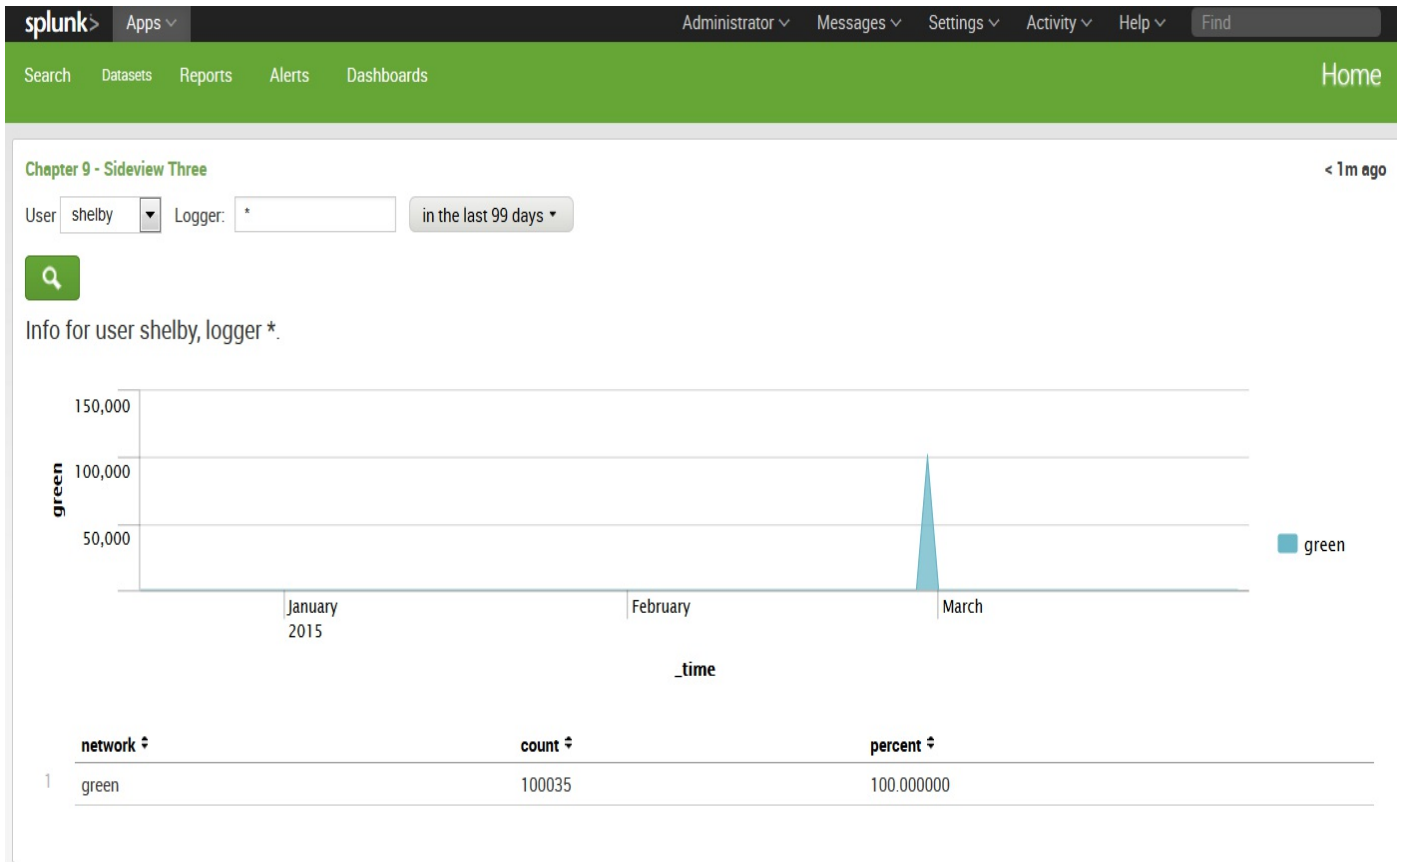 splunk> Apps Administrator Messages Settings Activity Help Find
Search Datasets Reports Alerts Dashboards Home
Chapter 9 - Sideview Three < 1m ago
User shelby Logger: * in the last 99 days
Info for user shelby, logger *.
150,000
100,000
50,000
green
green
January February March
2015
_time
network count percent
1 green 100035 100.000000